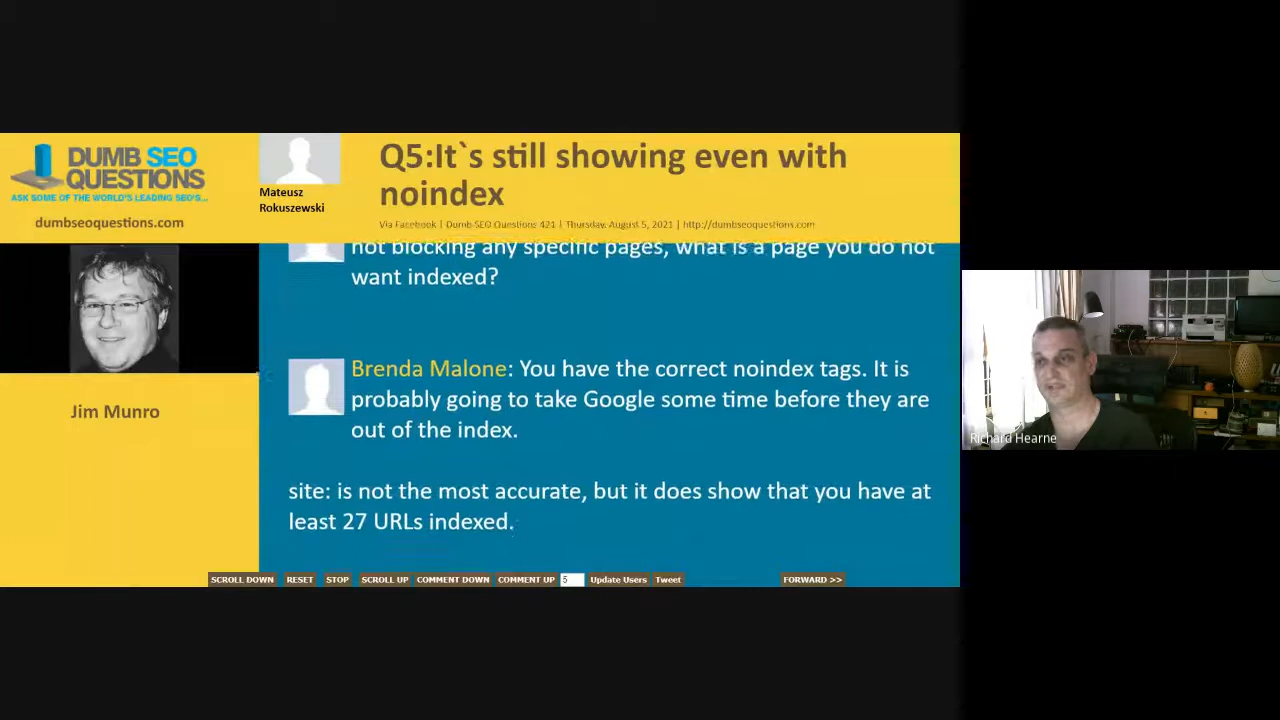 DUMB SEO
QUESTIONS
ASK SOME OF THE WORLD'S LEADING SEO'S...
dumbseoquestions.com
Mateusz
Rokuszewski
Q5:It`s still showing even with
noindex
Via Facebook | Dumb SEO Questions 421 | Thursday, August 5, 2021 | http://dumbseoquestions.com
Jim Munro
not blocking any specific pages, what is a page you do not
want indexed?
Brenda Malone: You have the correct noindex tags. It is
probably going to take Google some time before they are
out of the index.
site: is not the most accurate, but it does show that you have at
least 27 URLs indexed.
SCROLL DOWN RESET STOP SCROLL UP COMMENT DOWN COMMENT UP 5 Update Users Tweet FORWARD >>
Richard Hearne